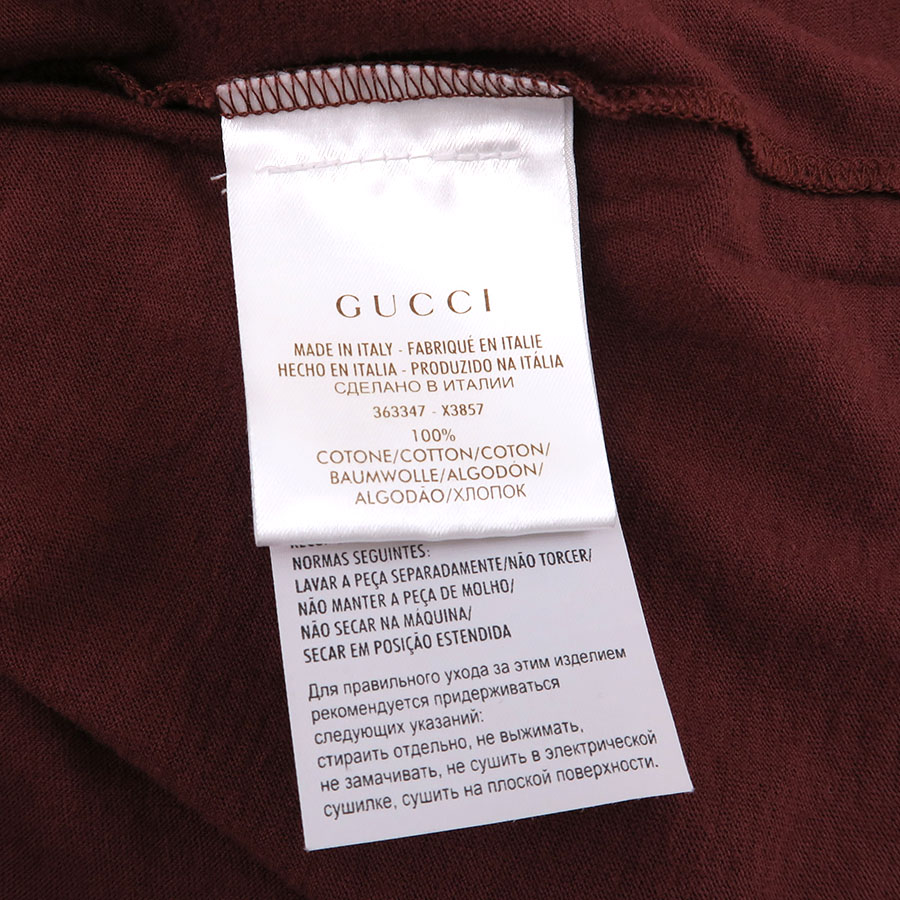 GUCCI
MADE IN ITALY - FABRIQUÉ EN ITALIE
HECHO EN ITALIA - PRODUZIDO NA ITÁLIA
СДЕЛАНО В ИТАЛИИ
363347 - X3857
100%
COTONE/COTTON/COTON/
BAUMWOLLE/ALGODÓN/
ALGODÃO/ХЛОПОК
NORMAS SEGUINTES:
LAVAR A PEÇA SEPARADAMENTE/NÃO TORCER/
NÃO MANTER A PEÇA DE MOLHO/
NÃO SECAR NA MÁQUINA/
SECAR EM POSIÇÃO ESTENDIDA
Для правильного ухода за этим изделием
рекомендуется придерживаться
следующих указаний:
стираить отдельно, не выжимать,
не замачивать, не сушить в электрической
сушилке, сушить на плоской поверхности.